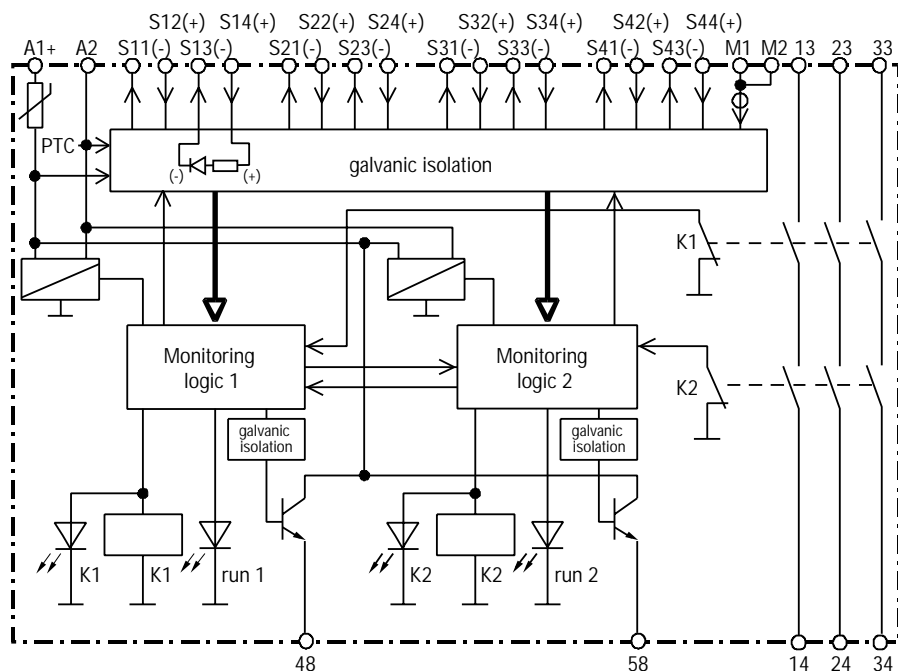 S12(+) S14(+) S22(+) S24(+) S32(+) S34(+) S42(+) S44(+)
A1+ A2 S11(-) S13(-) S21(-) S23(-) S31(-) S33(-) S41(-) S43(-) M1 M2 13 23 33
PTC
(-) (+)
galvanic isolation
K1
Monitoring
logic 1
Monitoring
logic 2
K2
galvanic
isolation
galvanic
isolation
K1 K1 run 1 K2 K2 run 2
48 58 14 24 34